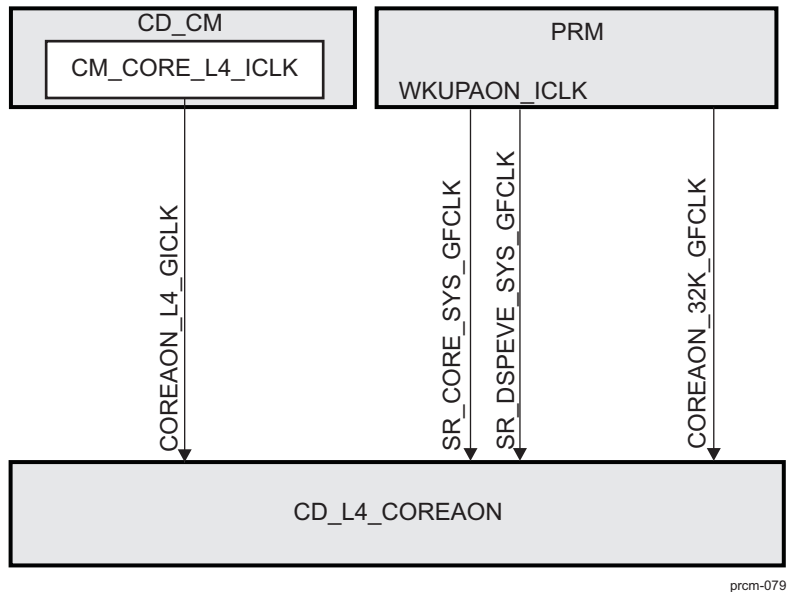 CD_CM
CM_CORE_L4_ICLK
PRM
WKUPAON_ICLK
COREAON_L4_GICLK
SR_CORE_SYS_GFCLK
SR_DSPEVE_SYS_GFCLK
COREAON_32K_GFCLK
CD_L4_COREAON
prcm-079